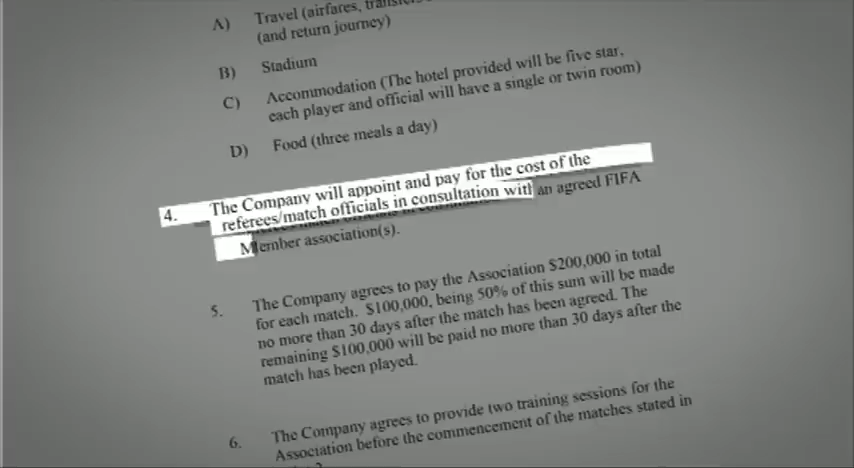 A) Travel (airfares,
(and return journey)
B) Stadium
C) Accommodation (The hotel provided will be five star,
each player and official will have a single or twin room)
D) Food (three meals a day)
4. The Company will appoint and pay for the cost of the
referees/match officials in consultation with an agreed FIFA
Member association(s).
5. The Company agrees to pay the Association $200,000 in total
for each match. $100,000, being 50% of this sum will be made
no more than 30 days after the match has been agreed. The
remaining $100,000 will be paid no more than 30 days after the
match has been played.
6. The Company agrees to provide two training sessions for the
Association before the commencement of the matches stated in